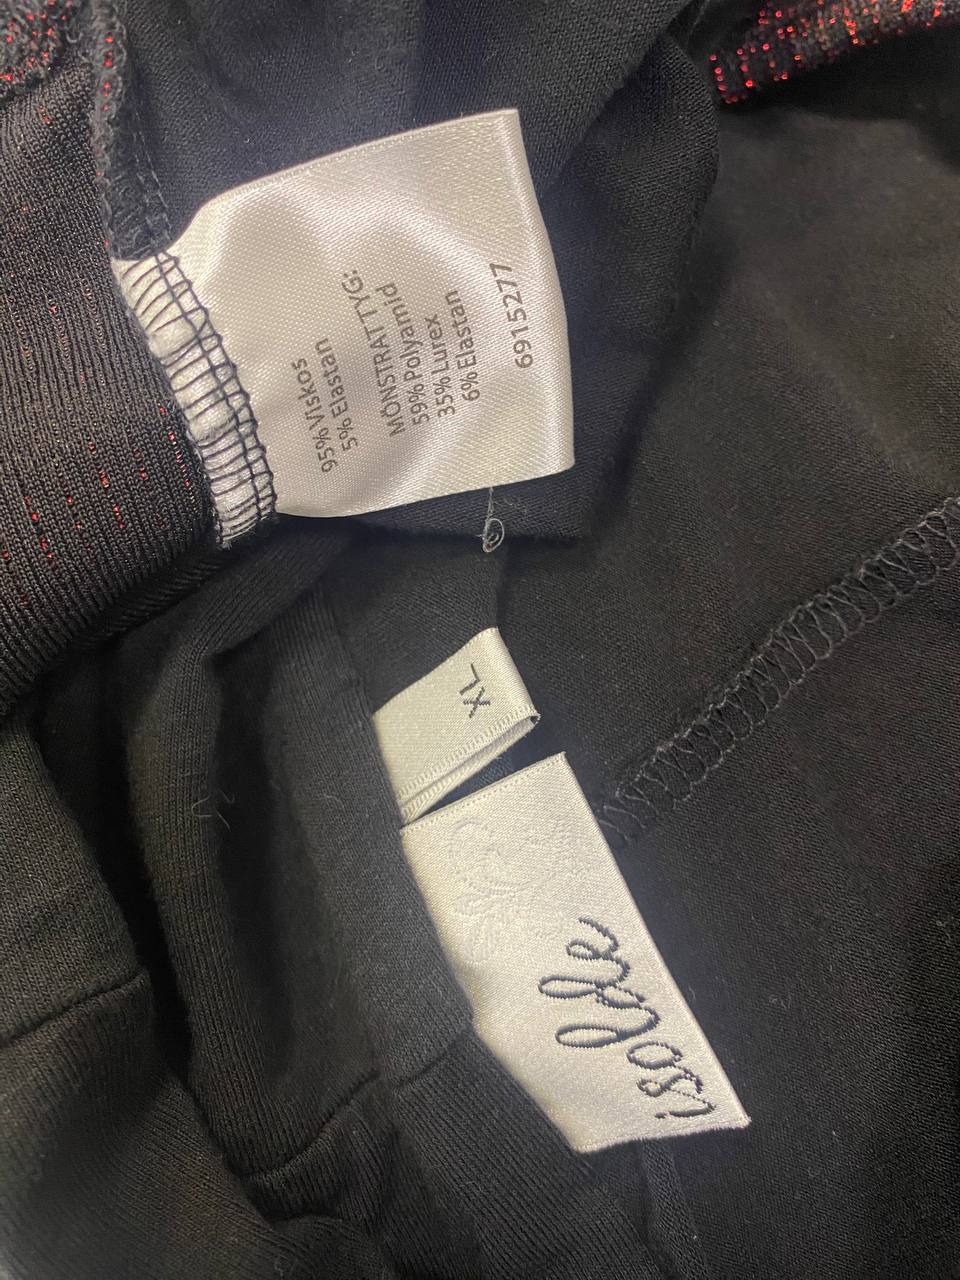 95% Viskos
5% Elastan
MÖNSTRAT TYG:
59% Polyamid
35% Lurex
6% Elastan
6915277
XL
isolde